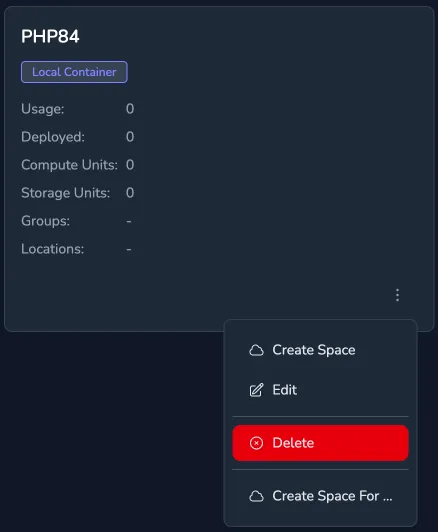 PHP84
Local Container
Usage: 0
Deployed: 0
Compute Units: 0
Storage Units: 0
Groups: -
Locations: -
Create Space
Edit
Delete
Create Space For ...